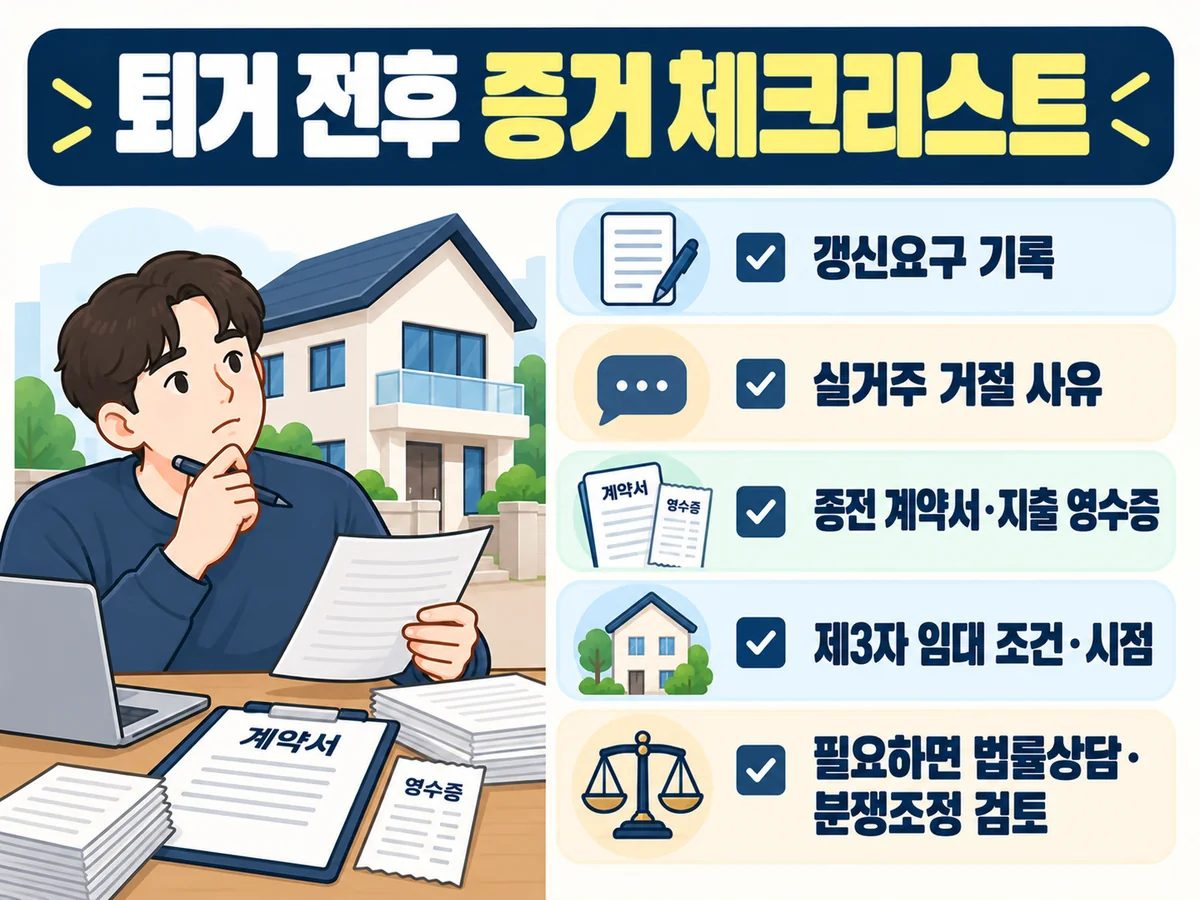 퇴거 전후 증거 체크리스트
갱신요구 기록
실거주 거절 사유
계약서
영수증
종전 계약서·지출 영수증
제3자 임대 조건·시점
필요하면 법률상담·
분쟁조정 검토
계약서
영수증